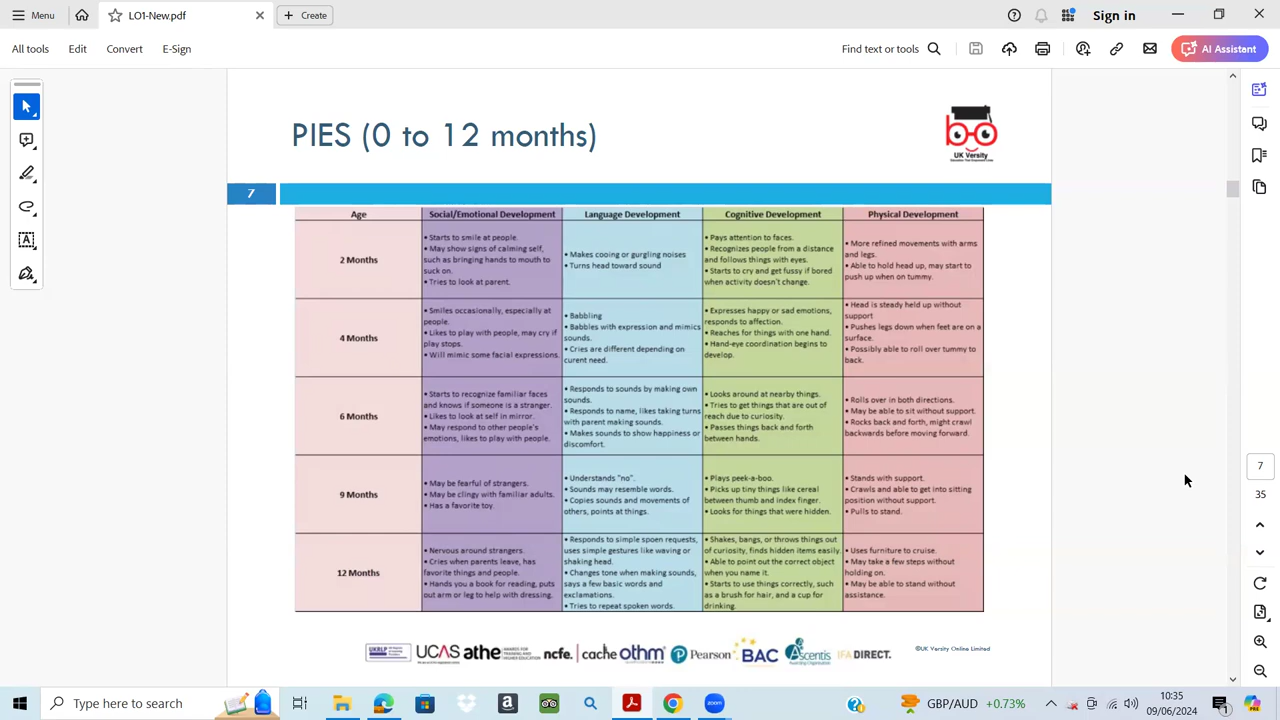 Menu
LO1-New.pdf
Create
Sign in
All tools
Edit
Convert
E-Sign
Find text or tools
AI Assistant
PIES (0 to 12 months)
UK Versity
7
Age
Social/Emotional Development
Language Development
Cognitive Development
Physical Development
2 Months
• Starts to smile at people.
• May show signs of calming self,
such as bringing hands to mouth to
suck on.
• Tries to look at parent.
• Makes cooing or gurgling noises
• Turns head toward sound
• Pays attention to faces.
• Recognizes people from a distance
and follows things with eyes.
• Starts to cry and get fussy if bored
when activity doesn't change.
• More refined movements with arms
and legs.
• Able to hold head up, may start to
push up when on tummy.
4 Months
• Smiles occasionally, especially at
people.
• Likes to play with people, may cry if
play stops.
• Will mimic some facial expressions.
• Babbling
• Babbles with expression and mimics
sounds.
• Cries are different depending on
curent need.
• Expresses happy or sad emotions,
responds to affection.
• Reaches for things with one hand.
• Hand-eye coordination begins to
develop.
• Head is steady held up without
support
• Pushes legs down when feet are on a
surface.
• Possibly able to roll over tummy to
back.
6 Months
• Starts to recognize familiar faces
and knows if someone is a stranger.
• Likes to look at self in mirror.
• May respond to other people's
emotions, likes to play with people.
• Responds to sounds by making own
sounds.
• Responds to name, likes taking turns
with parent making sounds.
• Makes sounds to show happiness or
discomfort.
• Looks around at nearby things.
• Tries to get things that are out of
reach due to curiosity.
• Passes things back and forth
between hands.
• Rolls over in both directions.
• May be able to sit without support.
• Rocks back and forth, might crawl
backwards before moving forward.
9 Months
• May be fearful of strangers.
• May be clingy with familiar adults.
• Has a favorite toy.
• Understands "no".
• Sounds may resemble words.
• Copies sounds and movements of
others, points at things.
• Plays peek-a-boo.
• Picks up tiny things like cereal
between thumb and index finger.
• Looks for things that were hidden.
• Stands with support.
• Crawls and able to get into sitting
position without support.
• Pulls to stand.
12 Months
• Nervous around strangers.
• Cries when parents leave, has
favorite things and people.
• Hands you a book for reading, puts
out arm or leg to help with dressing.
• Responds to simple spoen requests,
uses simple gestures like waving or
shaking head.
• Changes tone when making sounds,
says a few basic words and
exclamations.
• Tries to repeat spoken words.
• Shakes, bangs, or throws things out
of curiosity, finds hidden items easily.
• Able to point out the correct object
when you name it.
• Starts to use things correctly, such
as a brush for hair, and a cup for
drinking.
• Uses furniture to cruise.
• May take a few steps without
holding on.
• May be able to stand without
assistance.
UKRLP
UCAS
athe AWARDS FOR TRAINING AND HIGHER EDUCATION
ncfe. cache
othm
Pearson
BAC
Ascentis
IFA DIRECT.
©UK Versity Online Limited
7
35
Type here to search
zoom
GBP/AUD +0.73%
10:35
09/06/2024
1